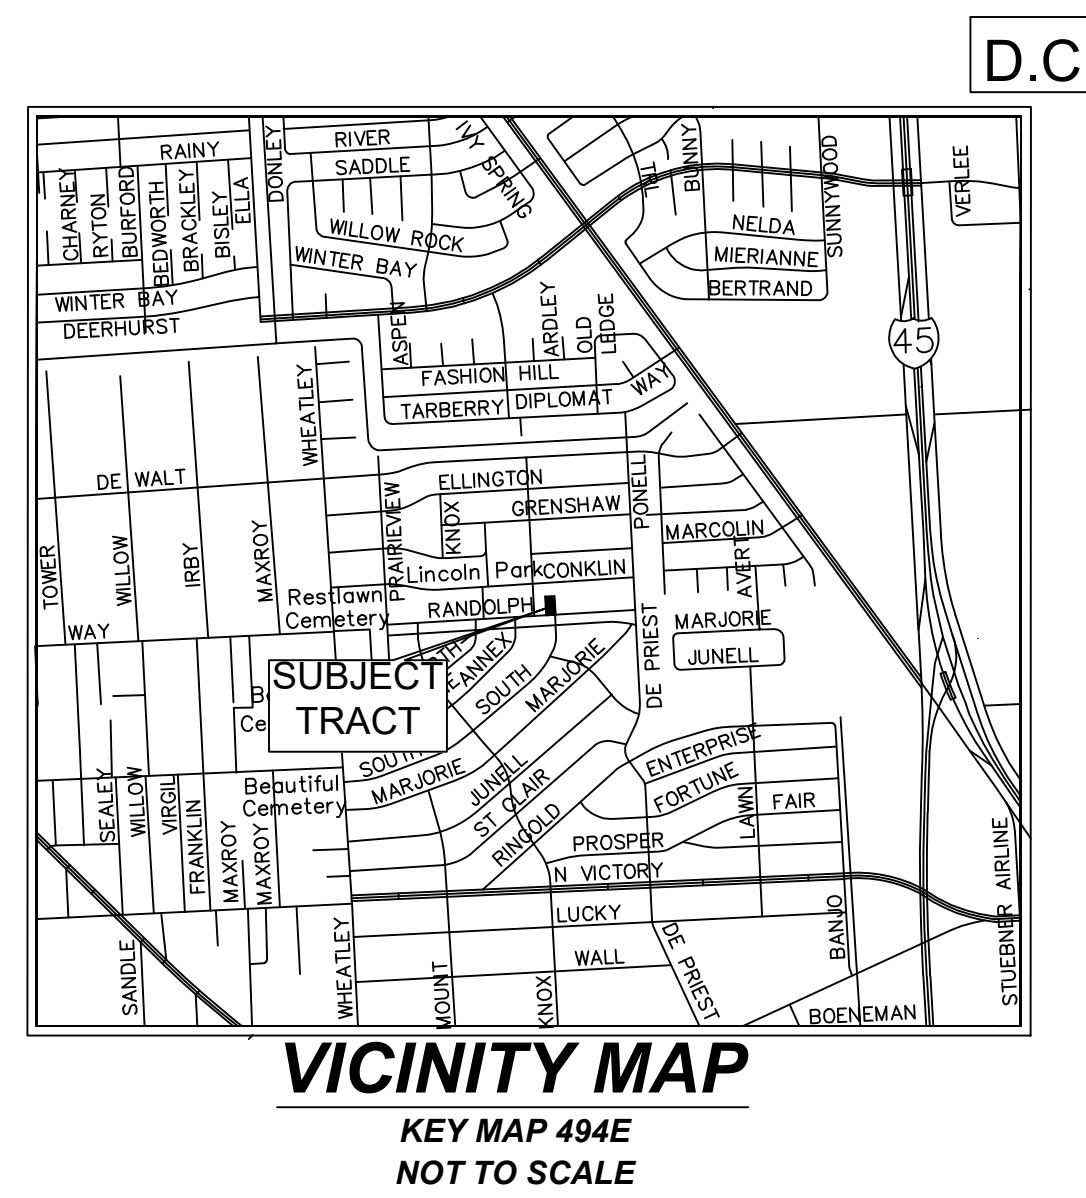 D.C
RAINY
DONLEY
RIVER
SADDLE
IVY SPRING
TRL
BUNNY
SUNNYWOOD
VERLEE
CHARNEY
RYTON
BURFORD
BEDWORTH
BRACKLEY
BISLEY
ELLA
WILLOW ROCK
WINTER BAY
NELDA
MIERIANNE
BERTRAND
WINTER BAY
DEERHURST
ASPEN
ARDLEY
OLD
LEDGE
45
WHEATLEY
FASHION HILL
TARBERRY
DIPLOMAT
WAY
DE WALT
ELLINGTON
PRAIRIEVIEW
KNOX
GRENSHAW
PONELL
MARCOLIN
TOWER
WILLOW
IRBY
MAXROY
Lincoln Park
CONKLIN
AVERT
Restlawn
Cemetery
RANDOLPH
WAY
DE PRIEST
MARJORIE
JUNELL
ANNEX
SOUTH
MARJORIE
SUBJECT
TRACT
SOUTH
MARJORIE
JUNELL
ST CLAIR
RINGOLD
ENTERPRISE
FORTUNE
LAWN
FAIR
Beautiful
Cemetery
SEALEY
WILLOW
VIRGIL
FRANKLIN
MAXROY
MAXROY
PROSPER
N VICTORY
LUCKY
WALL
SANDLE
WHEATLEY
MOUNT
KNOX
DE PRIEST
BANJO
BOENEMAN
STUEBNER AIRLINE
VICINITY MAP
KEY MAP 494E
NOT TO SCALE